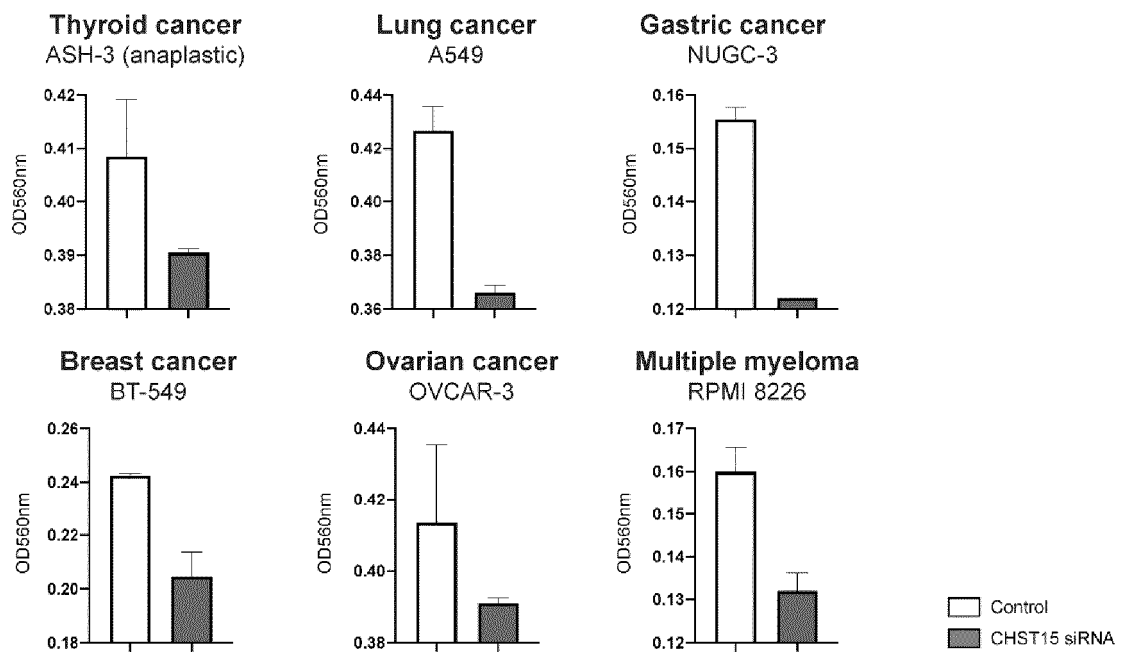 Thyroid cancer
ASH-3 (anaplastic)
OD560nm
0.42
0.41
0.40
0.39
0.38
Lung cancer
A549
OD560nm
0.44
0.42
0.40
0.38
0.36
Gastric cancer
NUGC-3
OD560nm
0.16
0.15
0.14
0.13
0.12
Breast cancer
BT-549
OD560nm
0.26
0.24
0.22
0.20
0.18
Ovarian cancer
OVCAR-3
OD560nm
0.44
0.42
0.40
0.38
Multiple myeloma
RPMI 8226
OD560nm
0.17
0.16
0.15
0.14
0.13
0.12
Control
CHST15 siRNA